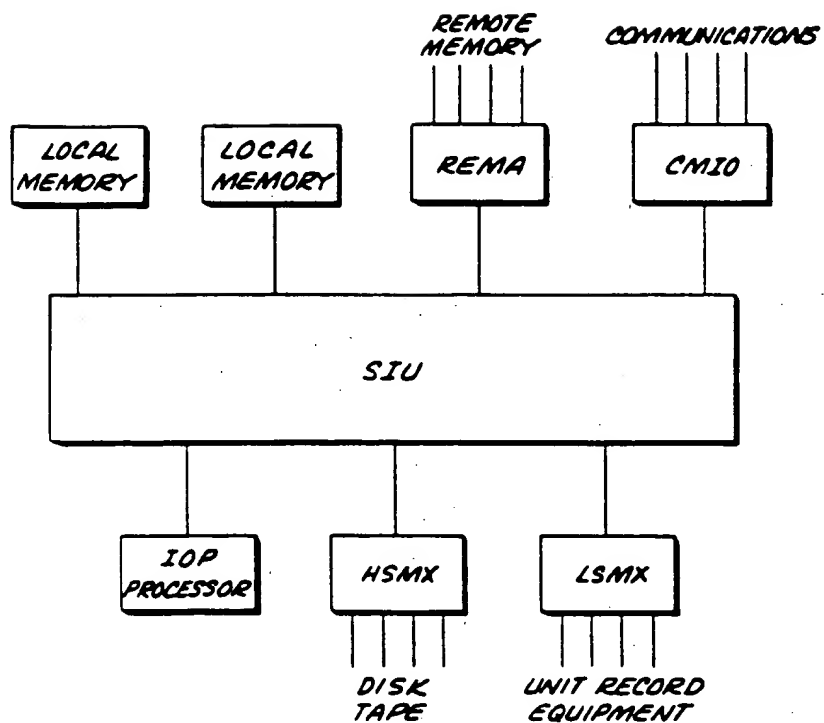 REMOTE
MEMORY
COMMUNICATIONS
LOCAL
MEMORY
LOCAL
MEMORY
REMA
CMIO
SIU
IOP
PROCESSOR
HSMX
LSMX
DISK
TAPE
UNIT RECORD
EQUIPMENT